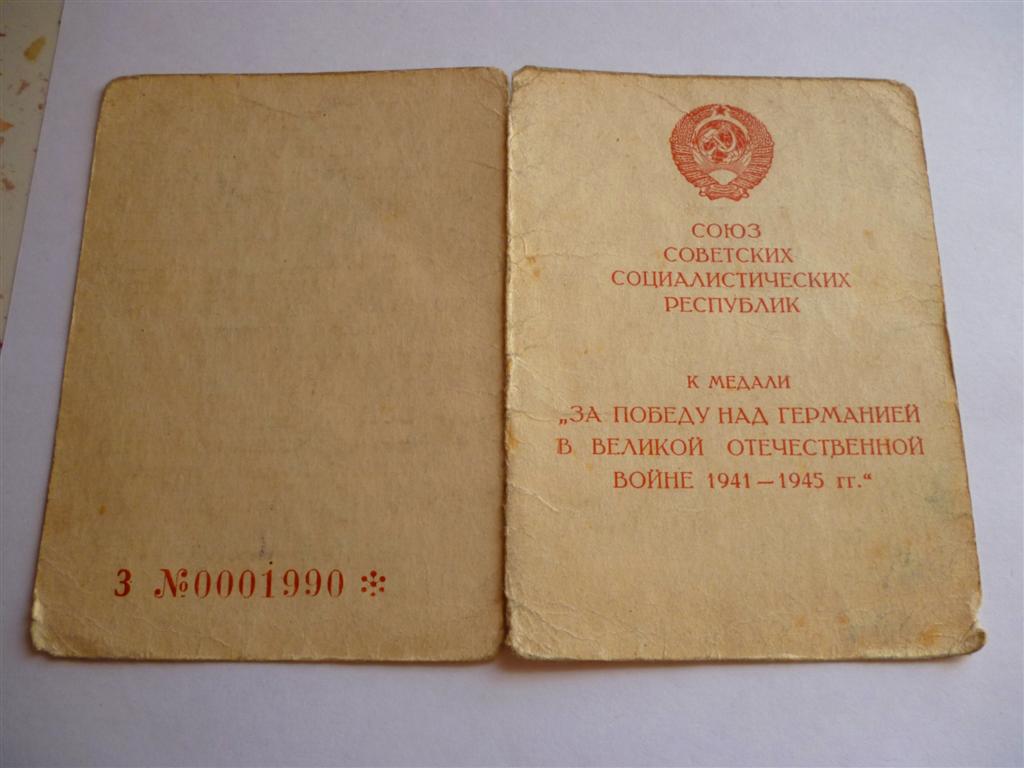 З №0001990 ✻
СОЮЗ
СОВЕТСКИХ
СОЦИАЛИСТИЧЕСКИХ
РЕСПУБЛИК
К МЕДАЛИ
„ЗА ПОБЕДУ НАД ГЕРМАНИЕЙ
В ВЕЛИКОЙ ОТЕЧЕСТВЕННОЙ
ВОЙНЕ 1941—1945 гг.“